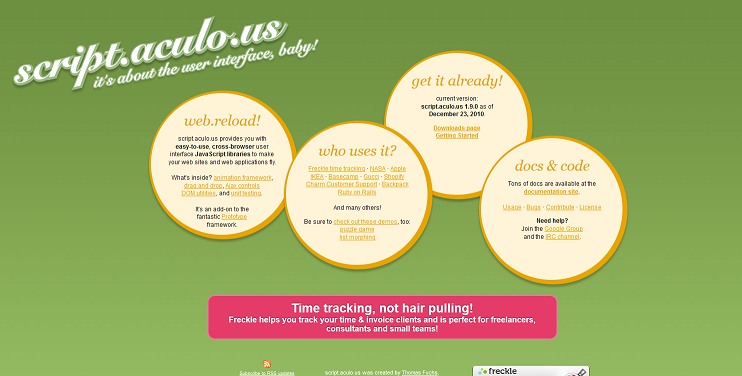 script.aculo.us
it's about the user interface, baby!
web.reload!
script.aculo.us provides you with
easy-to-use, cross-browser user
interface JavaScript libraries to make
your web sites and web applications fly.
What's inside? animation framework,
drag and drop, Ajax controls
DOM utilities, and unit testing.
It's an add-on to the
fantastic Prototype
framework.
who uses it?
Freckle time tracking · NASA · Apple
IKEA · Basecamp · Gucci · Shopify
Charm Customer Support · Backpack
Ruby on Rails
And many others!
Be sure to check out these demos, too:
puzzle game
list morphing
get it already!
current version:
script.aculo.us 1.9.0 as of
December 23, 2010.
Downloads page
Getting Started
docs & code
Tons of docs are available at the
documentation site.
Usage · Bugs · Contribute · License
Need help?
Join the Google Group
and the IRC channel.
Time tracking, not hair pulling!
Freckle helps you track your time & invoice clients and is perfect for freelancers,
consultants and small teams!
Subscribe to RSS updates
script.aculo.us was created by Thomas Fuchs.
freckle